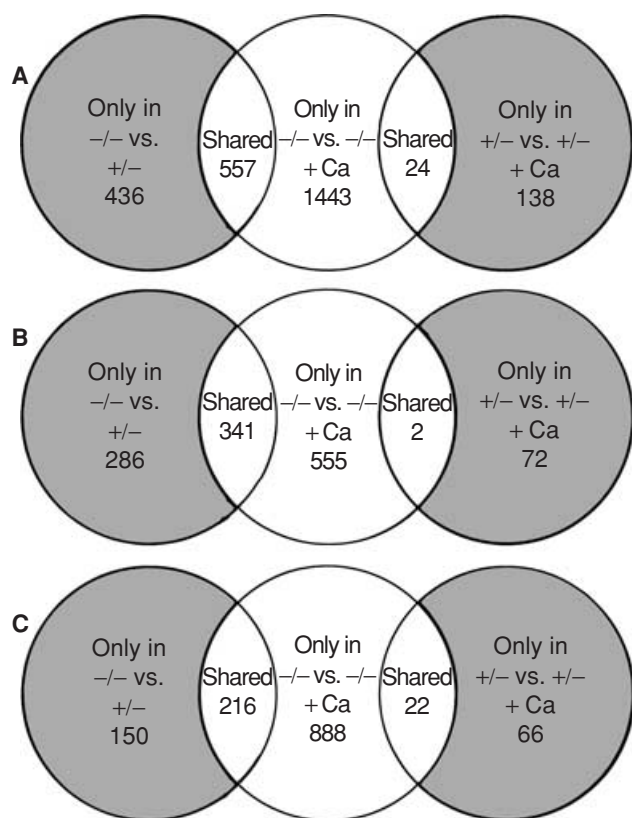 A
Only in
−/− vs.
+/−
436
Shared
557
Only in
−/− vs. −/−
+ Ca
1443
Shared
24
Only in
+/− vs. +/−
+ Ca
138
B
Only in
−/− vs.
+/−
286
Shared
341
Only in
−/− vs. −/−
+ Ca
555
Shared
2
Only in
+/− vs. +/−
+ Ca
72
C
Only in
−/− vs.
+/−
150
Shared
216
Only in
−/− vs. −/−
+ Ca
888
Shared
22
Only in
+/− vs. +/−
+ Ca
66